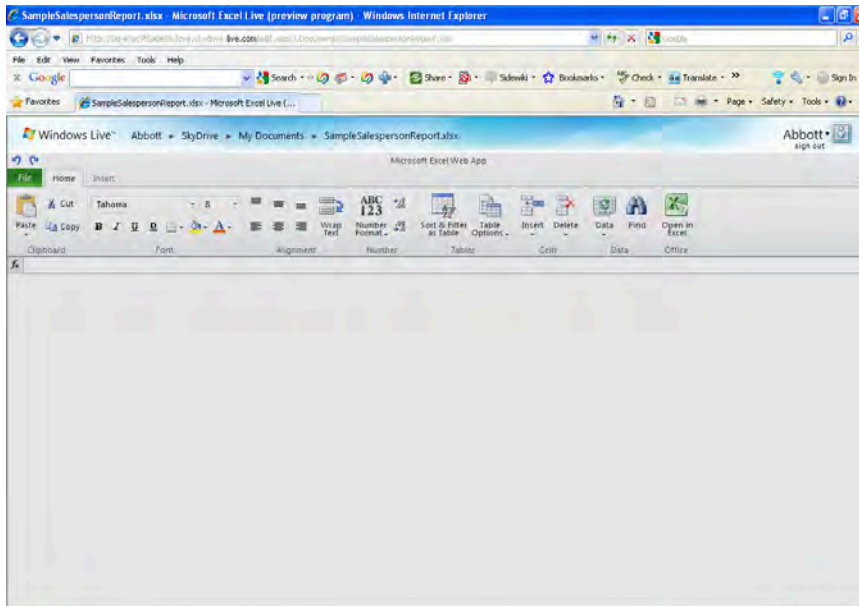 SampleSalespersonReport.xlsx - Microsoft Excel Live (preview program) - Windows Internet Explorer
live.com
File Edit View Favorites Tools Help
x Google Search Share Sidewiki Bookmarks Check Translate » Sign In
Favorites SampleSalespersonReport.xlsx - Microsoft Excel Live (... Page Safety Tools
Windows Live™ Abbott SkyDrive My Documents SampleSalespersonReport.xlsx Abbott
sign out
Microsoft Excel Web App
File Home Insert
Cut Tahoma 8 ABC
123
Paste Copy B I U D A Wrap Text Number Format Sort & Filter as Table Table Options Insert Delete Data Find Open in Excel
Clipboard Font Alignment Number Tables Cells Data Office
fx